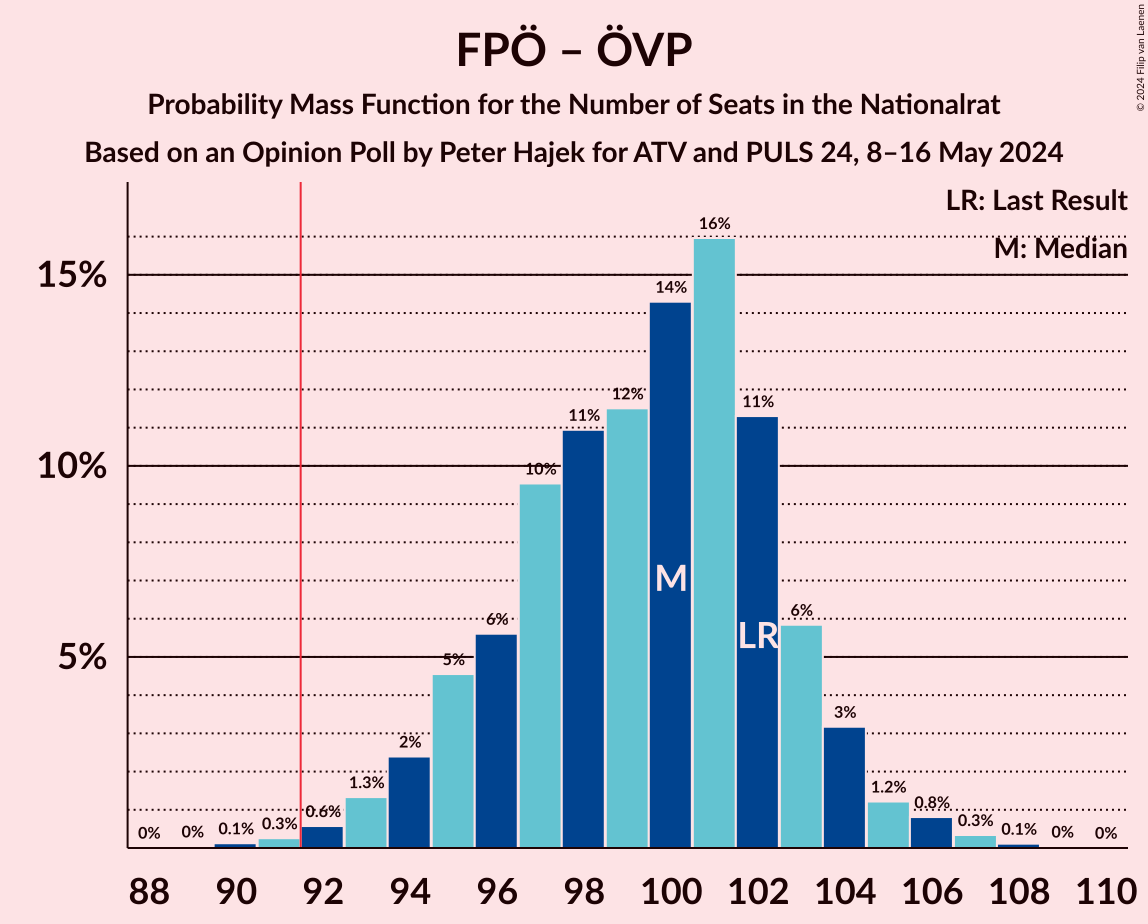 FPÖ – ÖVP
Probability Mass Function for the Number of Seats in the Nationalrat
Based on an Opinion Poll by Peter Hajek for ATV and PULS 24, 8–16 May 2024
© 2024 Filip van Laenen
LR: Last Result
M: Median
15%
10%
5%
0%
0%
0.1%
0.3%
0.6%
1.3%
2%
5%
6%
10%
11%
12%
14%
16%
11%
6%
3%
1.2%
0.8%
0.3%
0.1%
0%
0%
M
LR
88 90 92 94 96 98 100 102 104 106 108 110